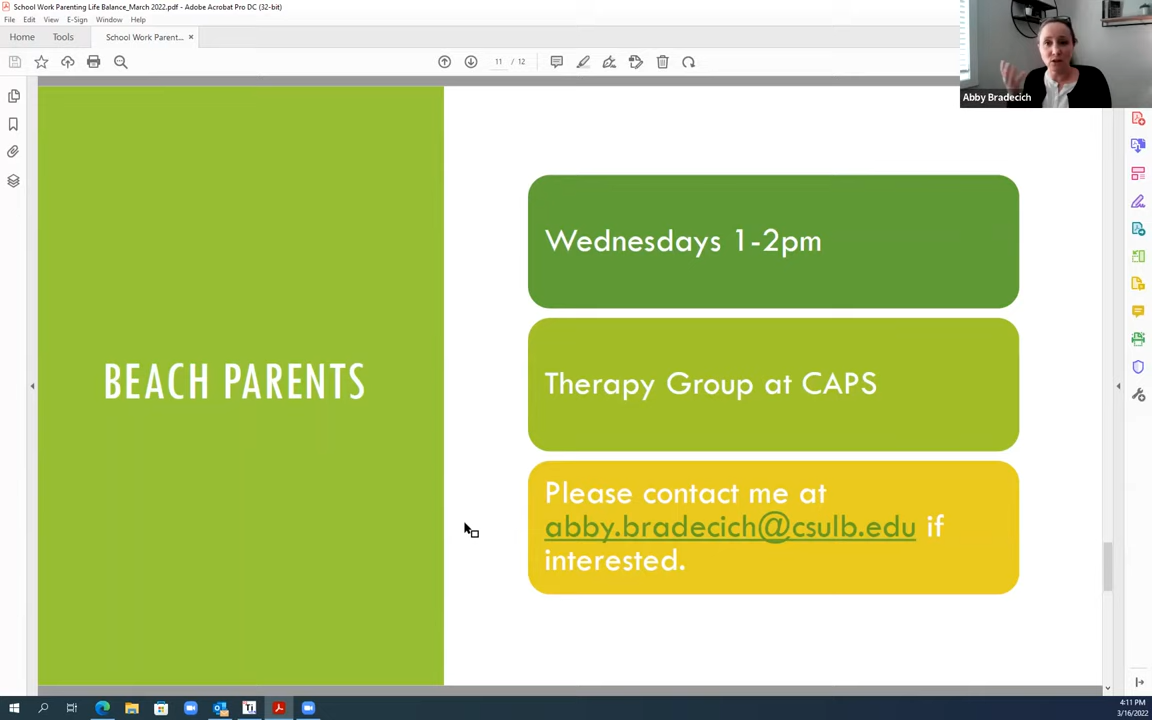 School Work Parenting Life Balance_March 2022.pdf - Adobe Acrobat Pro DC (32-bit)
File Edit View E-Sign Window Help
Home Tools School Work Parent... ×
11 / 12
Abby Bradecich
BEACH PARENTS
Wednesdays 1-2pm
Therapy Group at CAPS
Please contact me at
abby.bradecich@csulb.edu if
interested.
4:11 PM
3/16/2022